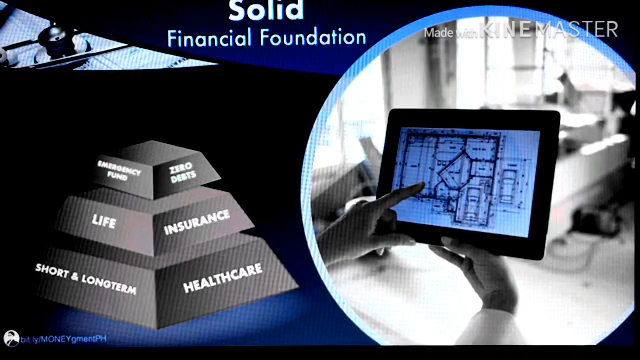 Solid
Financial Foundation
Made with KINEMASTER
EMERGENCY
FUND
ZERO
DEBTS
LIFE
INSURANCE
SHORT & LONGTERM
HEALTHCARE
bit.ly/MONEYgmentPH